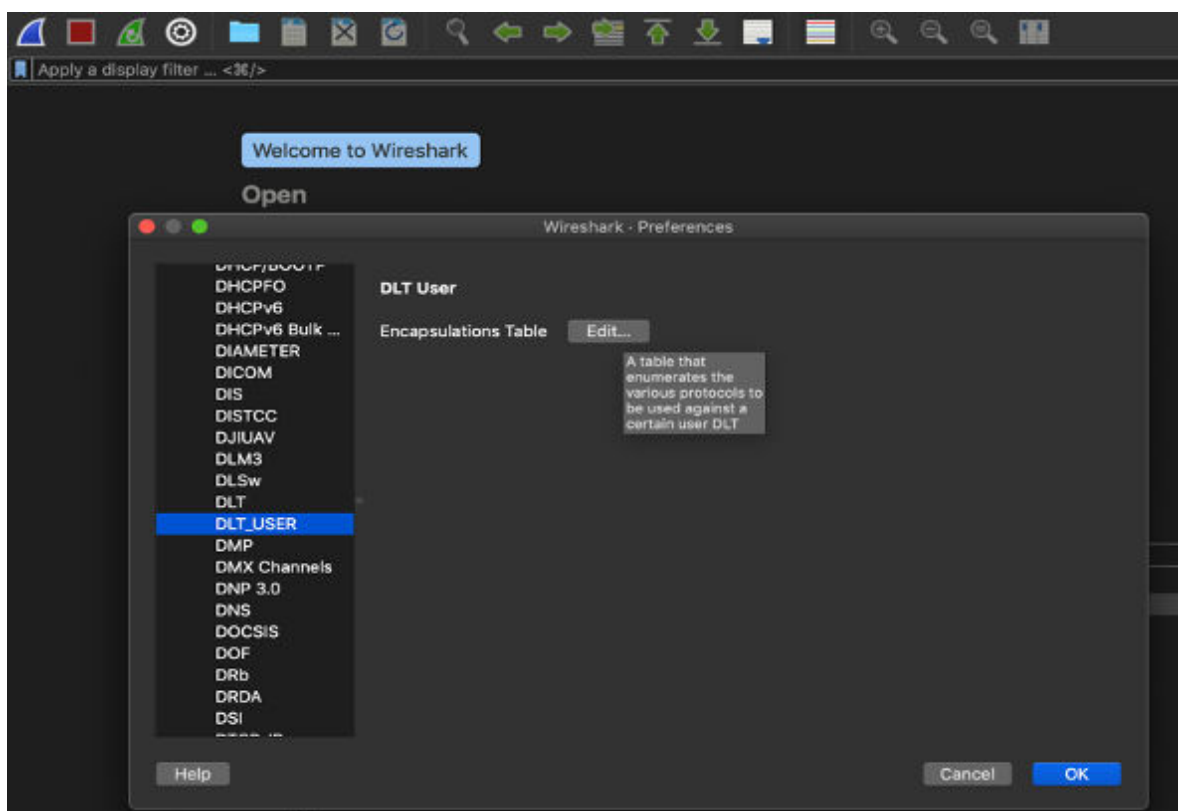 Apply a display filter ... <⌘/>
Welcome to Wireshark
Open
Wireshark · Preferences
DHCP/BOOTP
DHCPFO
DHCPv6
DHCPv6 Bulk ...
DIAMETER
DICOM
DIS
DISTCC
DJIUAV
DLM3
DLSw
DLT
DLT_USER
DMP
DMX Channels
DNP 3.0
DNS
DOCSIS
DOF
DRb
DRDA
DSI
DLT User
Encapsulations Table
Edit...
A table that
enumerates the
various protocols to
be used against a
certain user DLT
Help
Cancel
OK